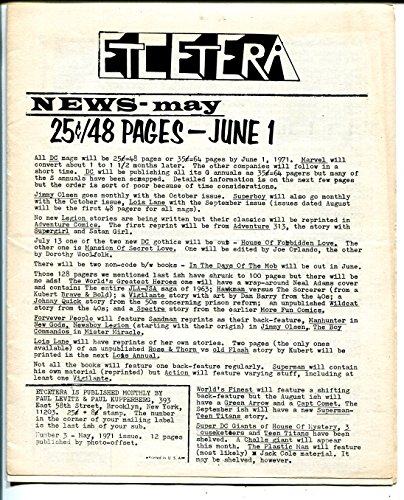 ETCETERA
NEWS-may
25¢/48 PAGES-JUNE 1
All DC mags will be 25¢=48 pages or 35¢=64 pages by June 1, 1971. Marvel will
convert about 1 to 1 1/2 months later. The other companies will follow in a
short time. DC will be publishing all its G annuals as 35¢=64 pagers but many of
the S annuals have been scrapped. Detailed information is on the next few pages
but the order is sort of poor because of time considerations.
Jimmy Olsen goes monthly with the October issue. Superboy will also go monthly
with the October issue, Lois Lane with the September issue (issues dated August
will be the first 48 pagers for all mags).
No new Legion stories are being written but their classics will be reprinted in
Adventure Comics. The first reprint will be from Adventure 313, the story with
Supergirl and Satan Girl.
July 13 one of the two new DC gothics will be out - House Of Forbidden Love. The
other one is Mansion Of Secret Love. One will be edited by Joe Orlando, the other
by Dorothy Woolfolk.
There will be two non-code b/w books - In The Days Of The Mob will be out in June.
Those 128 pagers we mentioned last ish have shrunk to 100 pages but there will be
no ads! The World's Greatest Heroes one will have a wrap-around Neal Adams cover
and contain the entire JLA-JSA saga of 1963; Hawkman versus The Sorcerer (from a
Kubert Brave & Bold); a Vigilante story with art by Dan Barry from the 40s; a
Johnny Quick story from the 50s concerning prison reform; an unpublished Wildcat
story from the 40s; and a Spectre story from the earlier More Fun Comics.
Forvever People will feature Sandman reprints as their back-feature, Manhunter in
New Gods, Newsboy Legion (starting with their origin) in Jimmy Olsen, The Boy
Commandos in Mister Miracle.
Lois Lane will have reprints of her own stories. Two pages (the only ones
available) of an unpublished Rose & Thorn vs old Flash story by Kubert will be
printed in the next Lois Annual.
Not all the books will feature one back-feature regularly. Superman will contain
his own material (reprinted) but Action will feature varying stuff, including at
least one Vigilante.
ETCETERA IS PUBLISHED MONTHLY BY
PAUL LEVITZ & PAUL KUPPERBERG, 393
East 58th Street, Brooklyn, New York,
11203. 25¢ + 8¢ stamp. The number
in the corner of your mailing label
is the last ish of your sub.
Number 3 - May, 1971 issue. 12 pages
published by photo-offset.
Printed in U.S.A.
World's Finest will feature a shifting
back-feature but the August ish will
have a Green Arrow and a Capt Comet. The
September ish will have a new Superman-
Teen Titans story.
Super DC Giants of House Of Hystery, 3
Mouseketeers and Teen Titans have been
shelved. A Challs giant will appear
this month. The Plastic Man will feature
(most likely) Jack Cole material. It
may be shelved, however.